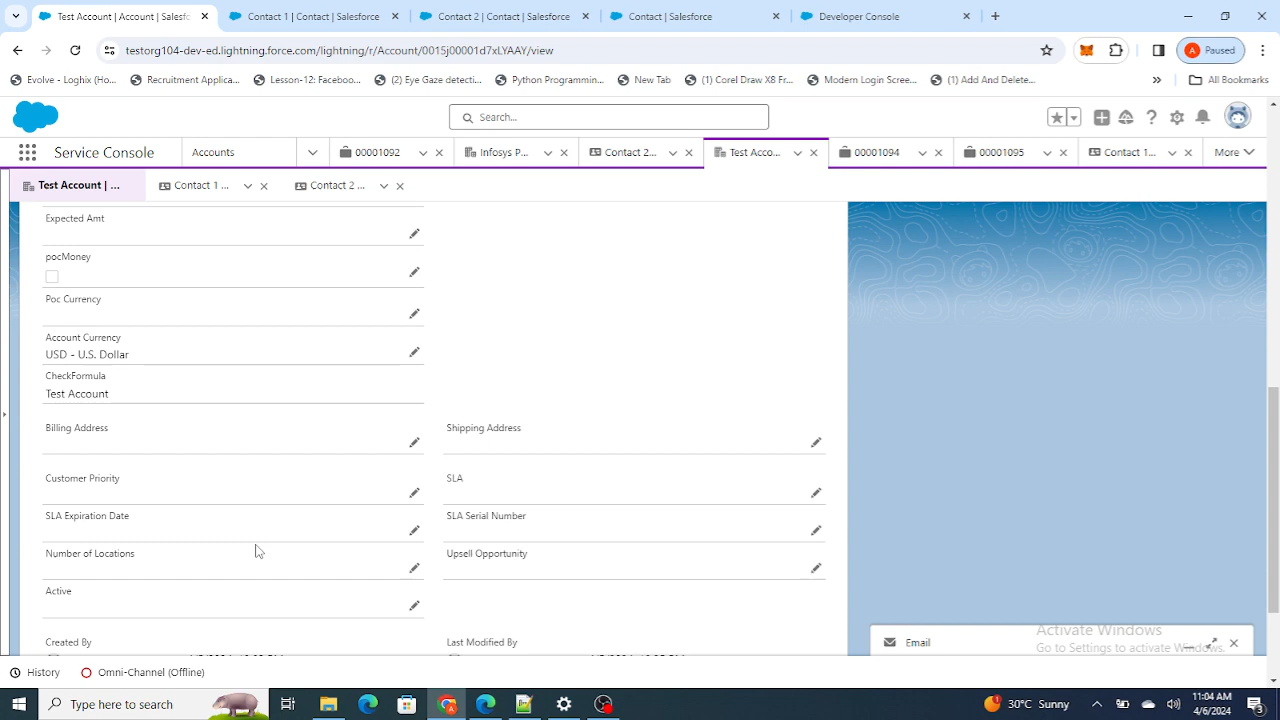 Test Account | Account | Salesfo
Contact 1 | Contact | Salesforce
Contact 2 | Contact | Salesforce
Contact | Salesforce
Developer Console
testorg104-dev-ed.lightning.force.com/lightning/r/Account/0015j00001d7xLYAAY/view
A Paused
Evolve - Loghix (Ho...
Recruitment Applica...
Lesson-12: Faceboo...
(2) Eye Gaze detecti...
Python Programmin...
New Tab
(1) Corel Draw X8 Fr...
Modern Login Scree...
(1) Add And Delete...
All Bookmarks
Search...
Service Console
Accounts
00001092
Infosys P...
Contact 2...
Test Acco...
00001094
00001095
Contact 1...
More
Test Account | ...
Contact 1 ...
Contact 2 ...
Expected Amt
pocMoney
Poc Currency
Account Currency
USD - U.S. Dollar
CheckFormula
Test Account
Billing Address
Shipping Address
Customer Priority
SLA
SLA Expiration Date
SLA Serial Number
Number of Locations
Upsell Opportunity
Active
Created By
Last Modified By
Email
Activate Windows
Go to Settings to activate Windows.
History
Omni-Channel (Offline)
Type here to search
30°C Sunny
11:04 AM
4/6/2024
3